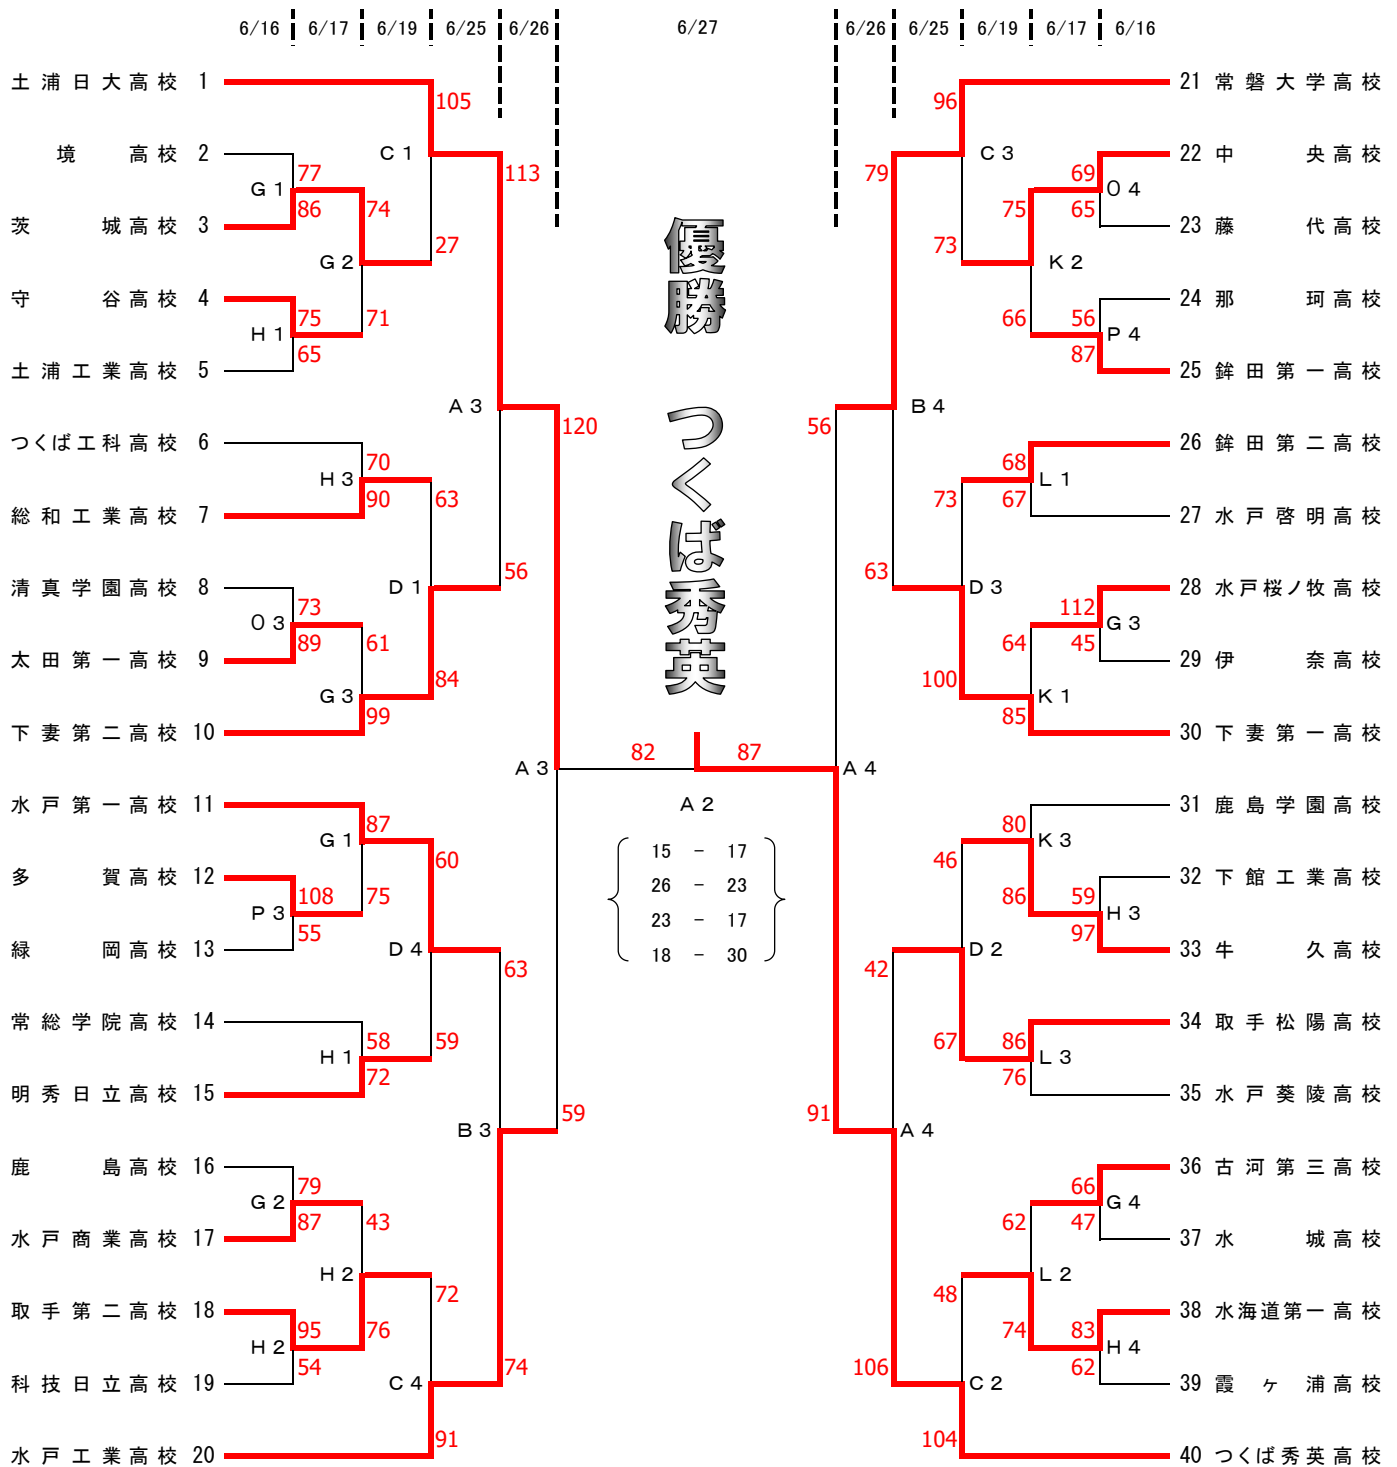 6/16 6/17 6/19 6/25 6/26 6/27 6/26 6/25 6/19 6/17 6/16
土浦日大高校 1
105
境 高校 2
C1
77
113
G1
86
74
茨城高校 3
27
G2
守谷高校 4
75
71
H1
65
土浦工業高校 5
A3
120
つくば工科高校 6
70
H3
90
63
総和工業高校 7
56
清真学園高校 8
D1
73
O3
89
61
太田第一高校 9
84
G3
99
下妻第二高校 10
A3
水戸第一高校 11
87
G1
60
多賀高校 12
108
75
P3
55
緑岡高校 13
D4
63
常総学院高校 14
58
59
H1
72
明秀日立高校 15
59
B3
鹿島高校 16
79
G2
87
43
水戸商業高校 17
H2
72
取手第二高校 18
95
76
H2
54
74
科技日立高校 19
C4
91
水戸工業高校 20
優勝 つくば秀英
82 87
A2
15 - 17
26 - 23
23 - 17
18 - 30
21 常磐大学高校
96
C3
22 中央高校
79
69
O4
75
65
23 藤代高校
73
K2
24 那珂高校
66
56
P4
87
25 鉾田第一高校
B4
56
26 鉾田第二高校
68
L1
73
67
27 水戸啓明高校
63
D3
28 水戸桜ノ牧高校
112
G3
64
45
29 伊奈高校
100
K1
85
30 下妻第一高校
A4
31 鹿島学園高校
80
K3
46
32 下館工業高校
86
59
H3
97
33 牛久高校
D2
42
34 取手松陽高校
67
86
L3
76
35 水戸葵陵高校
91
A4
36 古河第三高校
66
G4
62
47
37 水城高校
L2
48
38 水海道第一高校
74
83
H4
106
62
39 霞ヶ浦高校
C2
104
40 つくば秀英高校